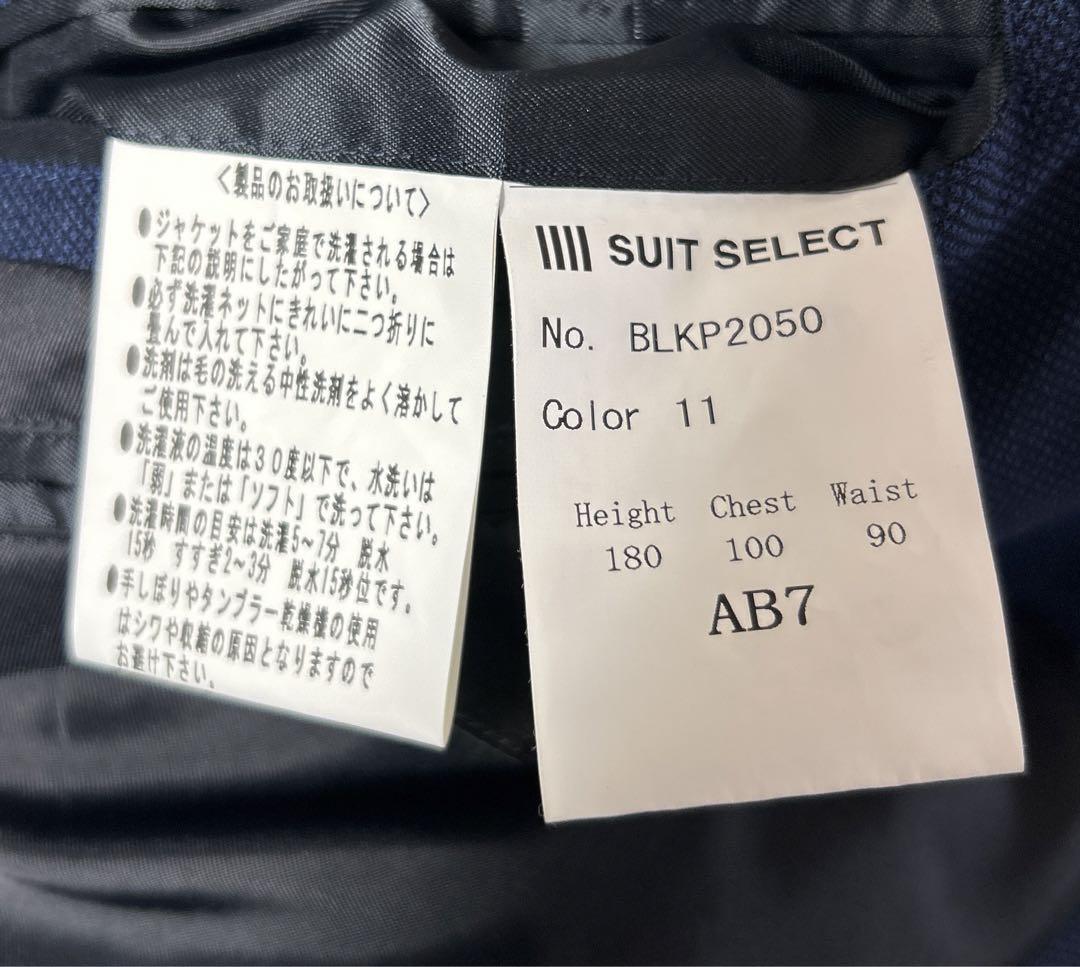 〈製品のお取扱いについて〉
●ジャケットをご家庭で洗濯される場合は
下記の説明にしたがって下さい。
●必ず洗濯ネットにきれいに二つ折りに
畳んで入れて下さい。
●洗剤は毛の洗える中性洗剤をよく溶かして
ご使用下さい。
●洗濯液の温度は30度以下で、水洗いは
「弱」または「ソフト」で洗って下さい。
●洗濯時間の目安は洗濯5~7分 脱水
15秒 すすぎ2~3分 脱水15秒位です。
●手しぼりやタンブラー乾燥機の使用
はシワや収縮の原因となりますので
お避け下さい。
SUIT SELECT
No. BLKP2050
Color 11
Height Chest Waist
180 100 90
AB7